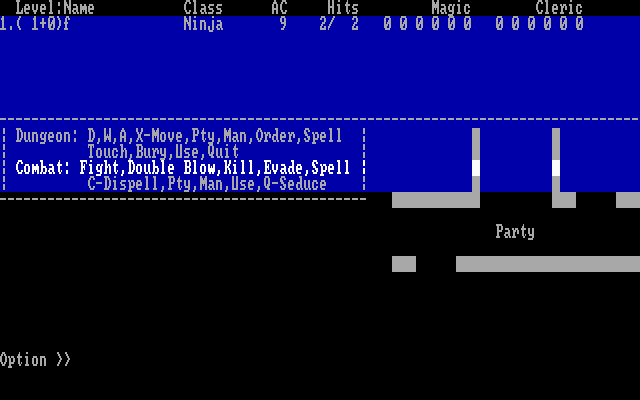 Level:Name Class AC Hits Magic Cleric
1.( 1+0)f Ninja 9 2/ 2 0 0 0 0 0 0 0 0 0 0 0 0
Dungeon: D,W,A,X-Move,Pty,Man,Order,Spell
Touch,Bury,Use,Quit
Combat: Fight,Double Blow,Kill,Evade,Spell
C-Dispell,Pty,Man,Use,Q-Seduce
Party
Option >>